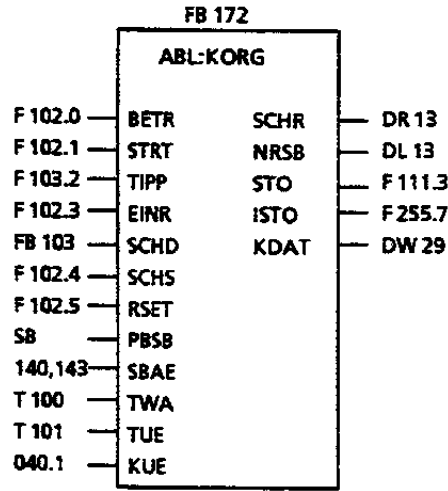 FB 172
ABL:KORG
F 102.0 BETR SCHR DR 13
F 102.1 STRT NRSB DL 13
F 103.2 TIPP STO F 111.3
F 102.3 EINR ISTO F 255.7
FB 103 SCHD KDAT DW 29
F 102.4 SCHS
F 102.5 RSET
SB PBSB
140,143 SBAE
T 100 TWA
T 101 TUE
040.1 KUE